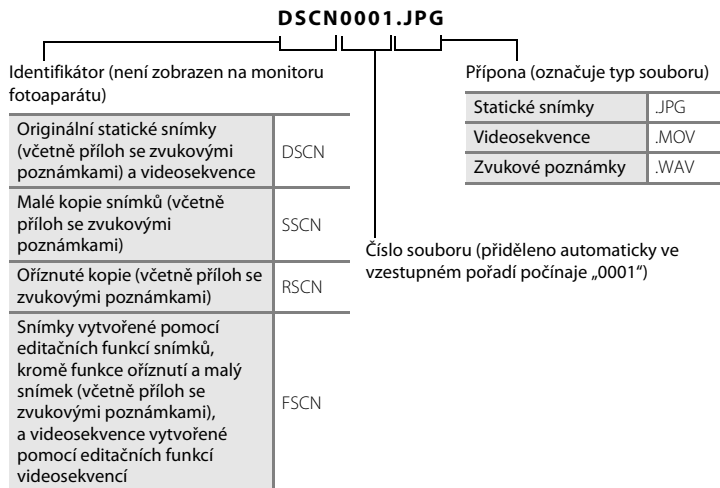 DSCN0001.JPG
Identifikátor (není zobrazen na monitoru
fotoaparátu)
Originální statické snímky
(včetně příloh se zvukovými
poznámkami) a videosekvence
DSCN
Malé kopie snímků (včetně
příloh se zvukovými
poznámkami)
SSCN
Oříznuté kopie (včetně příloh se
zvukovými poznámkami)
RSCN
Snímky vytvořené pomocí
editačních funkcí snímků,
kromě funkce oříznutí a malý
snímek (včetně příloh se
zvukovými poznámkami),
a videosekvence vytvořené
pomocí editačních funkcí
videosekvencí
FSCN
Přípona (označuje typ souboru)
Statické snímky .JPG
Videosekvence .MOV
Zvukové poznámky .WAV
Číslo souboru (přiděleno automaticky ve
vzestupném pořadí počínaje „0001“)